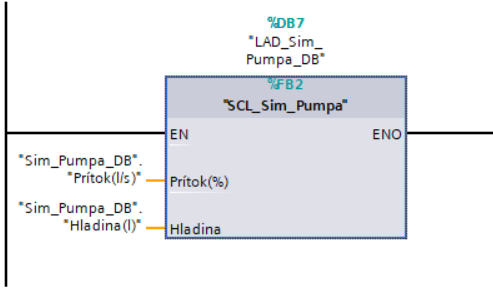 %DB7
"LAD_Sim_
Pumpa_DB"
%FB2
"SCL_Sim_Pumpa"
EN
ENO
"Sim_Pumpa_DB".
"Prítok(l/s)"
Prítok(%)
"Sim_Pumpa_DB".
"Hladina(l)"
Hladina